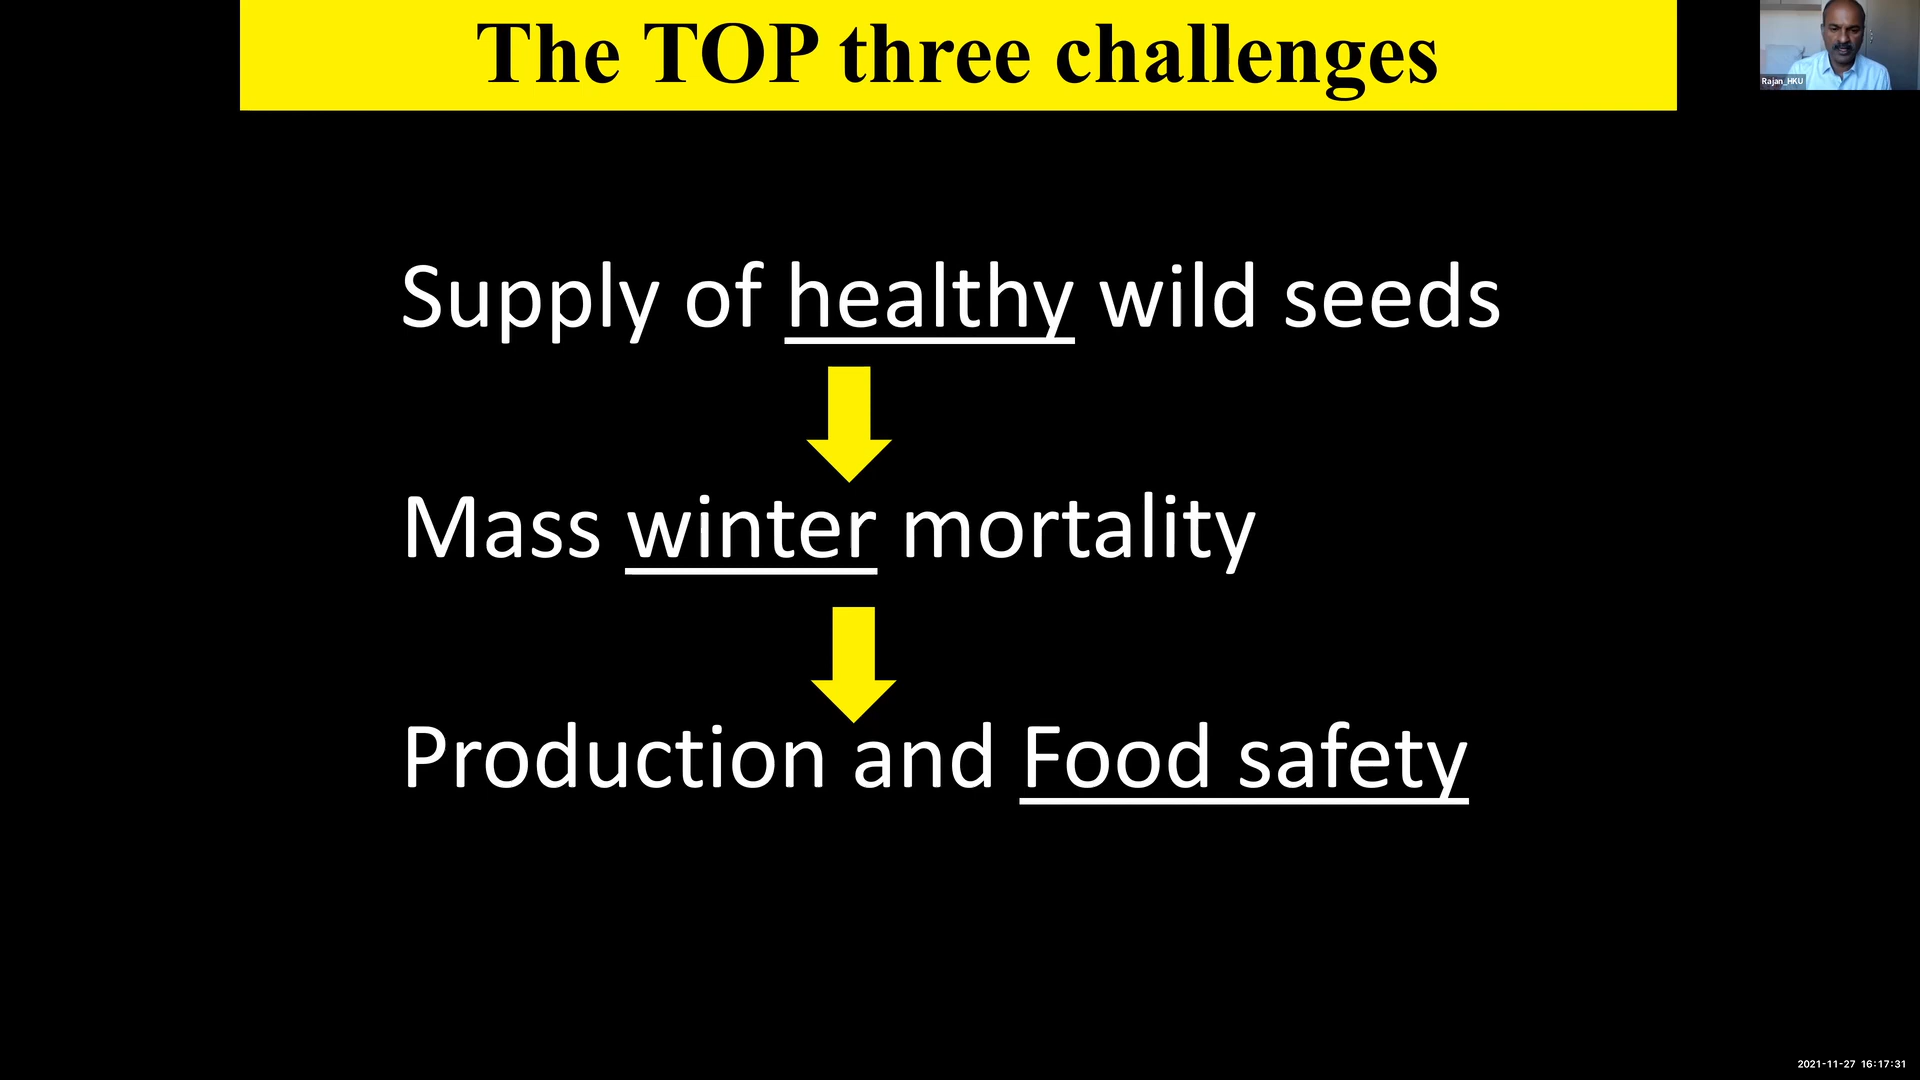 The TOP three challenges
Rajan_HKU
Supply of healthy wild seeds
Mass winter mortality
Production and Food safety
2021-11-27 16:17:31